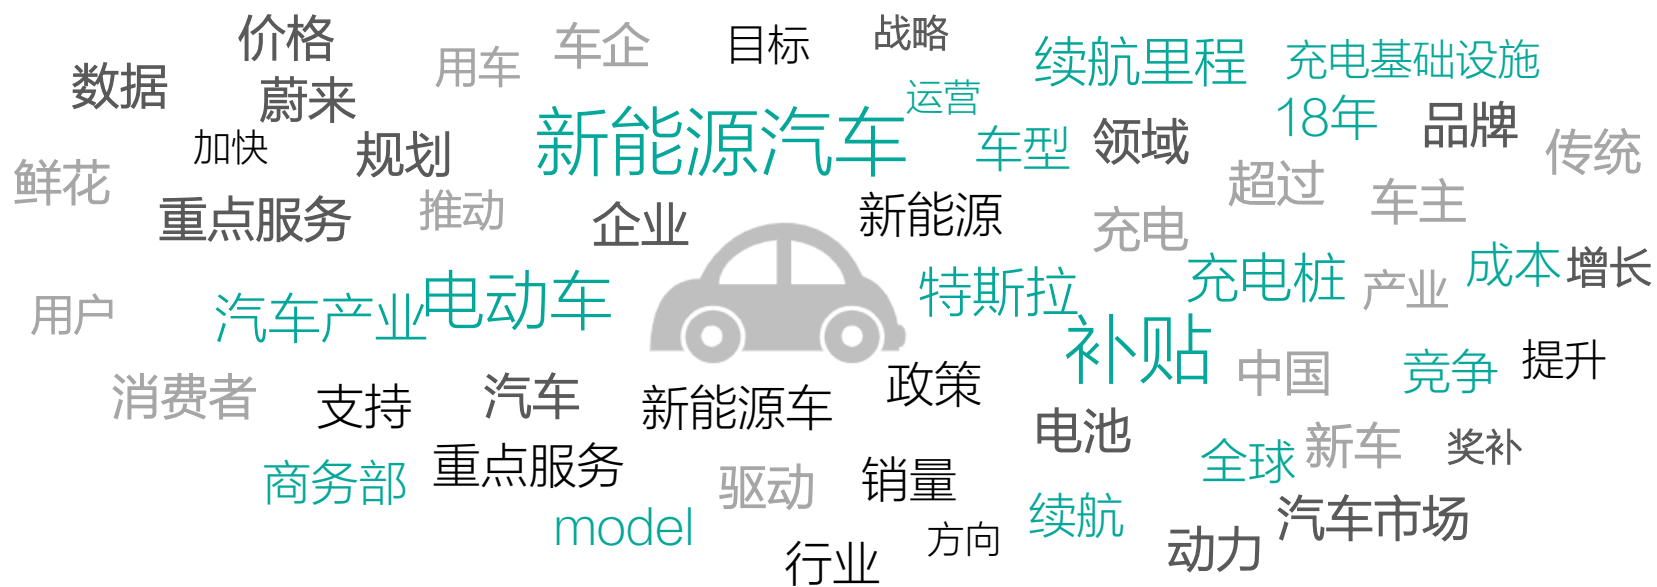 价格
车企
目标
战略
用车
数据
蔚来
续航里程
充电基础设施
运营
18年
新能源汽车
加快
规划
车型
领域
品牌
传统
鲜花
超过
车主
重点服务
推动
企业
新能源
充电
成本
增长
汽车产业
电动车
特斯拉
充电桩
产业
用户
补贴
中国
竞争
提升
消费者
支持
汽车
新能源车
政策
电池
新车
奖补
商务部
重点服务
驱动
销量
全球
model
方向
续航
汽车市场
行业
动力